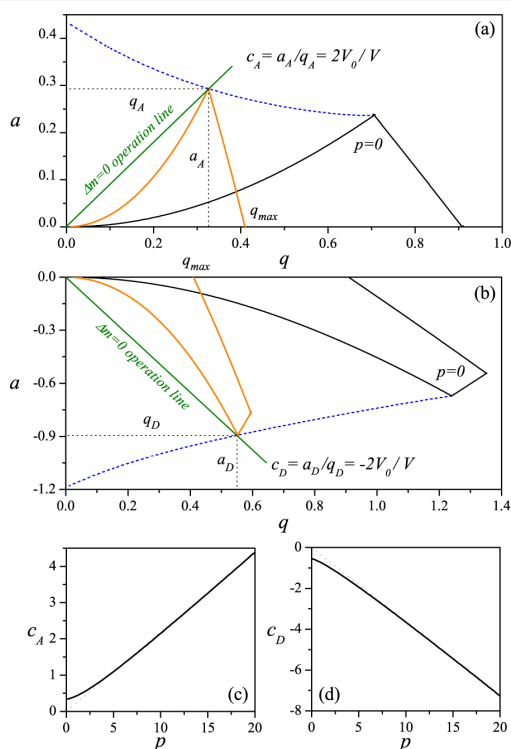 0.4
0.3
0.2
0.1
0.0
a
(a)
c_A = a_A/q_A = 2V_0/V
q_A
Δm=0 operation line
a_A
p=0
q_max
0.0 0.2 0.4 0.6 0.8 1.0
q
q_max
0.0
-0.3
-0.6
-0.9
-1.2
a
(b)
Δm=0 operation line
p=0
q_D
a_D
c_D = a_D/q_D = -2V_0/V
0.0 0.2 0.4 0.6 0.8 1.0 1.2 1.4
q
4
3
2
1
0
c_A
(c)
0 5 10 15 20
p
0
-2
-4
-6
-8
c_D
(d)
0 5 10 15 20
p